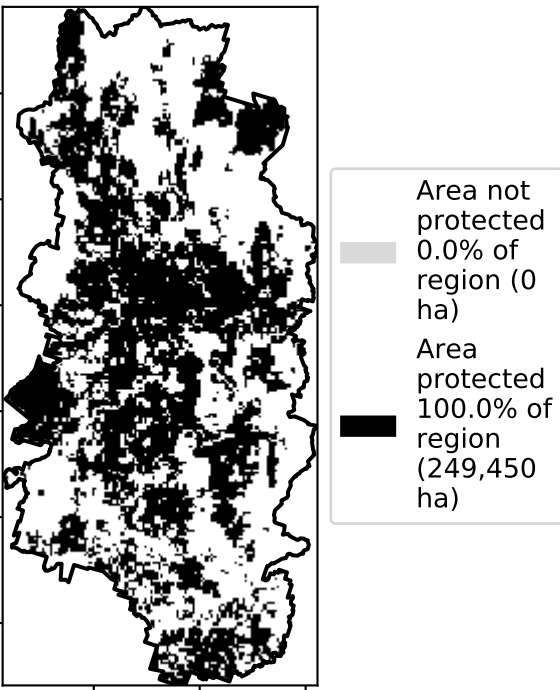 Area not
protected
0.0% of
region (0
ha)
Area
protected
100.0% of
region
(249,450
ha)